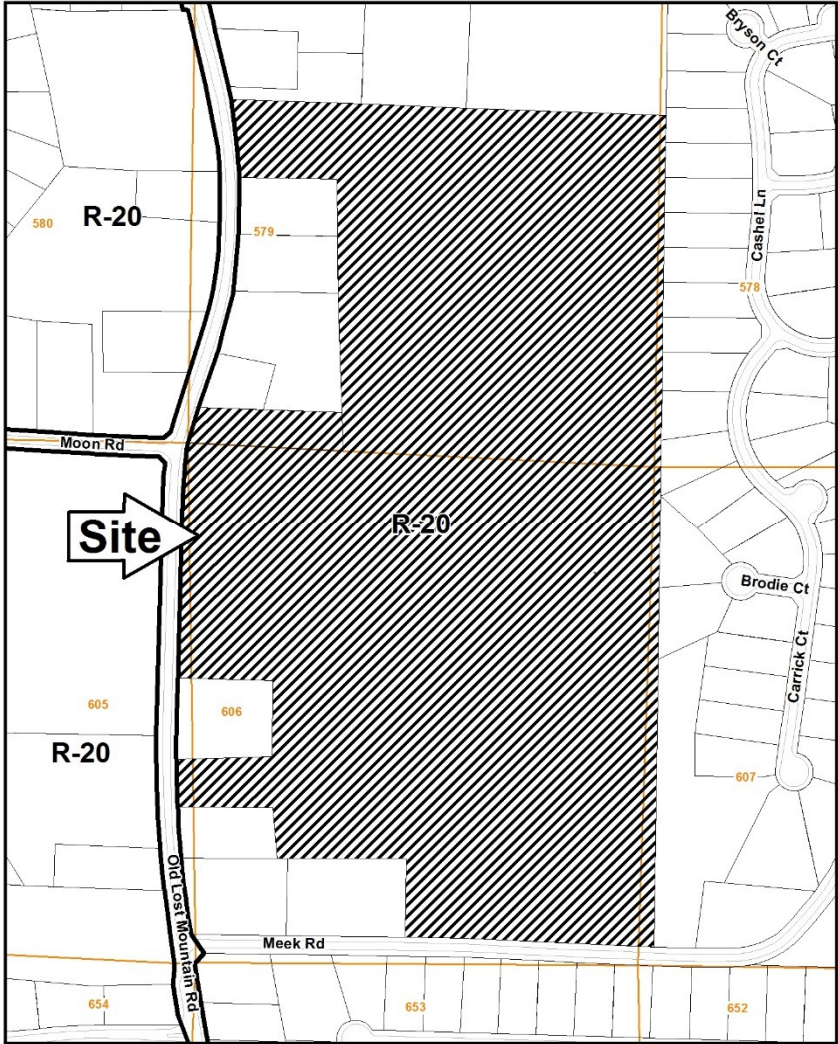 Bryson Ct
R-20
580
579
Cashel Ln
578
Moon Rd
Site
R-20
Brodie Ct
Carrick Ct
605
606
R-20
607
Old Lost Mountain Rd
Meek Rd
654
653
652